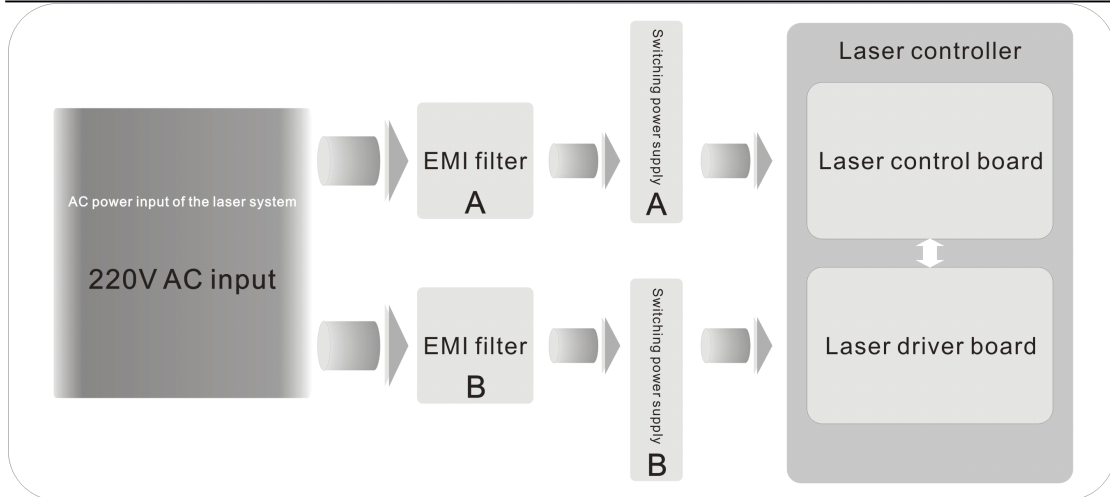 AC power input of the laser system
220V AC input
EMI filter
A
Switching power supply
A
EMI filter
B
Switching power supply
B
Laser controller
Laser control board
Laser driver board